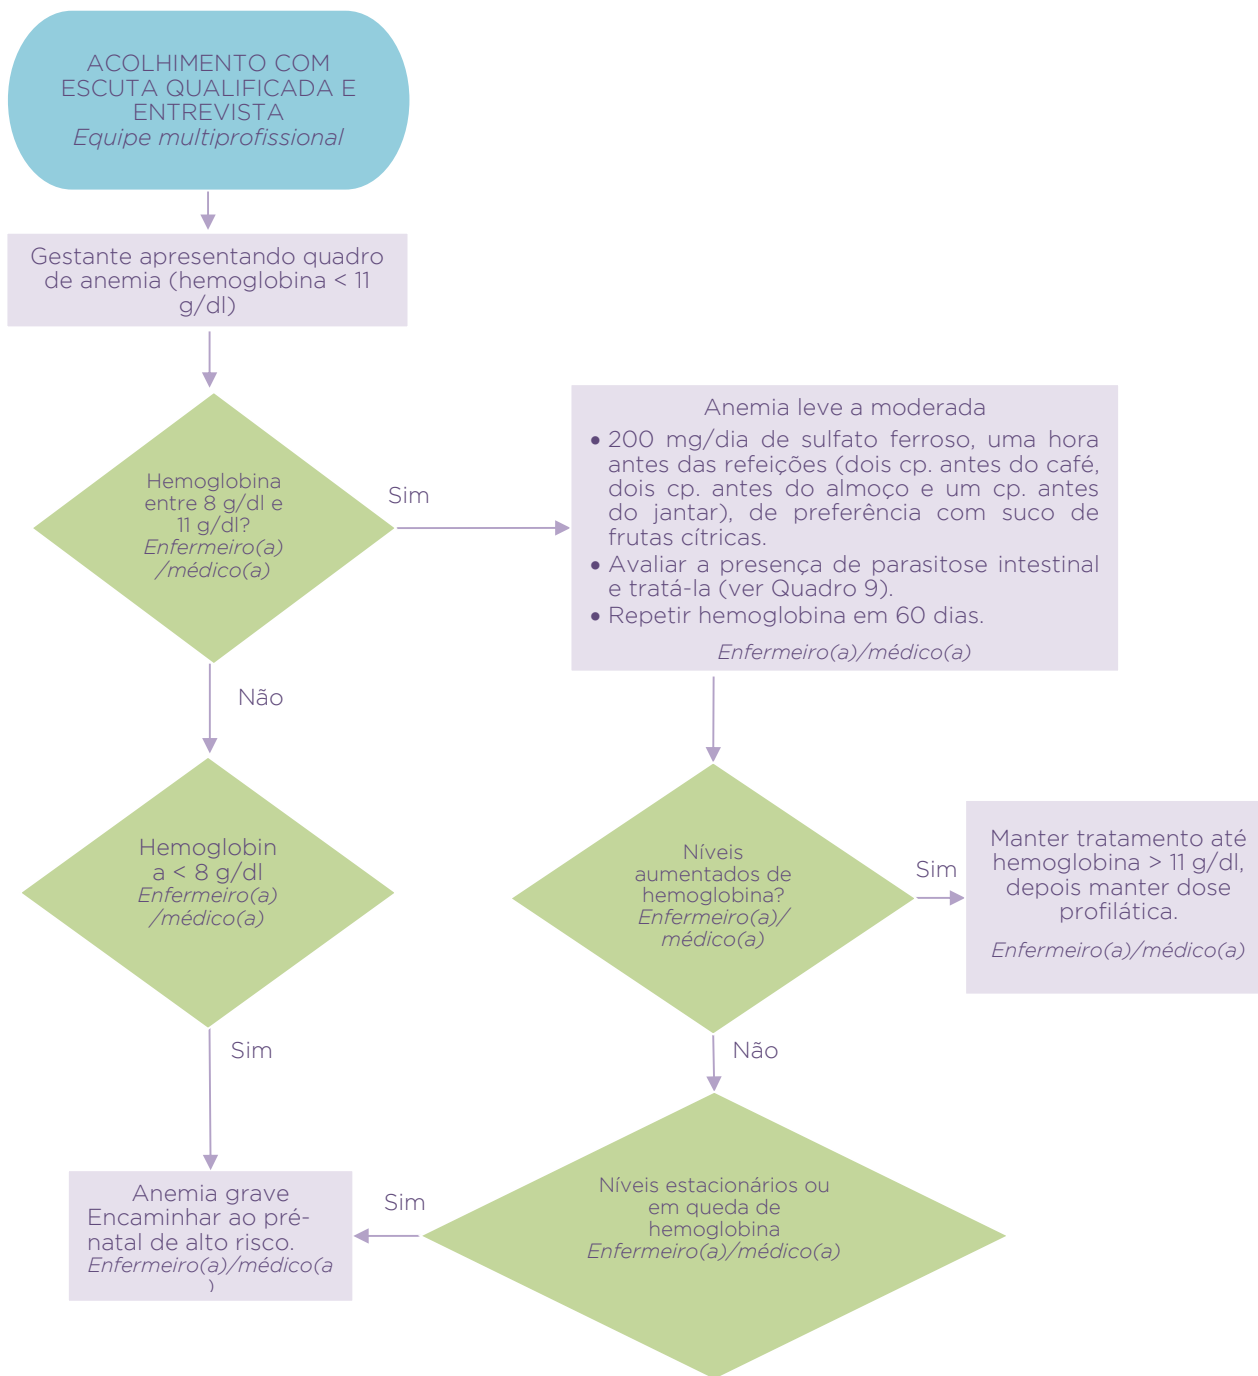 ACOLHIMENTO COM
ESCUTA QUALIFICADA E
ENTREVISTA
Equipe multiprofissional
Gestante apresentando quadro
de anemia (hemoglobina < 11
g/dl)
Hemoglobina
entre 8 g/dl e
11 g/dl?
Enfermeiro(a)
/médico(a)
Sim
Anemia leve a moderada
• 200 mg/dia de sulfato ferroso, uma hora
antes das refeições (dois cp. antes do café,
dois cp. antes do almoço e um cp. antes
do jantar), de preferência com suco de
frutas cítricas.
• Avaliar a presença de parasitose intestinal
e tratá-la (ver Quadro 9).
• Repetir hemoglobina em 60 dias.
Enfermeiro(a)/médico(a)
Não
Hemoglobin
a < 8 g/dl
Enfermeiro(a)
/médico(a)
Níveis
aumentados de
hemoglobina?
Enfermeiro(a)/
médico(a)
Sim
Manter tratamento até
hemoglobina > 11 g/dl,
depois manter dose
profilática.
Enfermeiro(a)/médico(a)
Sim
Não
Anemia grave
Encaminhar ao pré-
natal de alto risco.
Enfermeiro(a)/médico(a
)
Sim
Níveis estacionários ou
em queda de
hemoglobina
Enfermeiro(a)/médico(a)